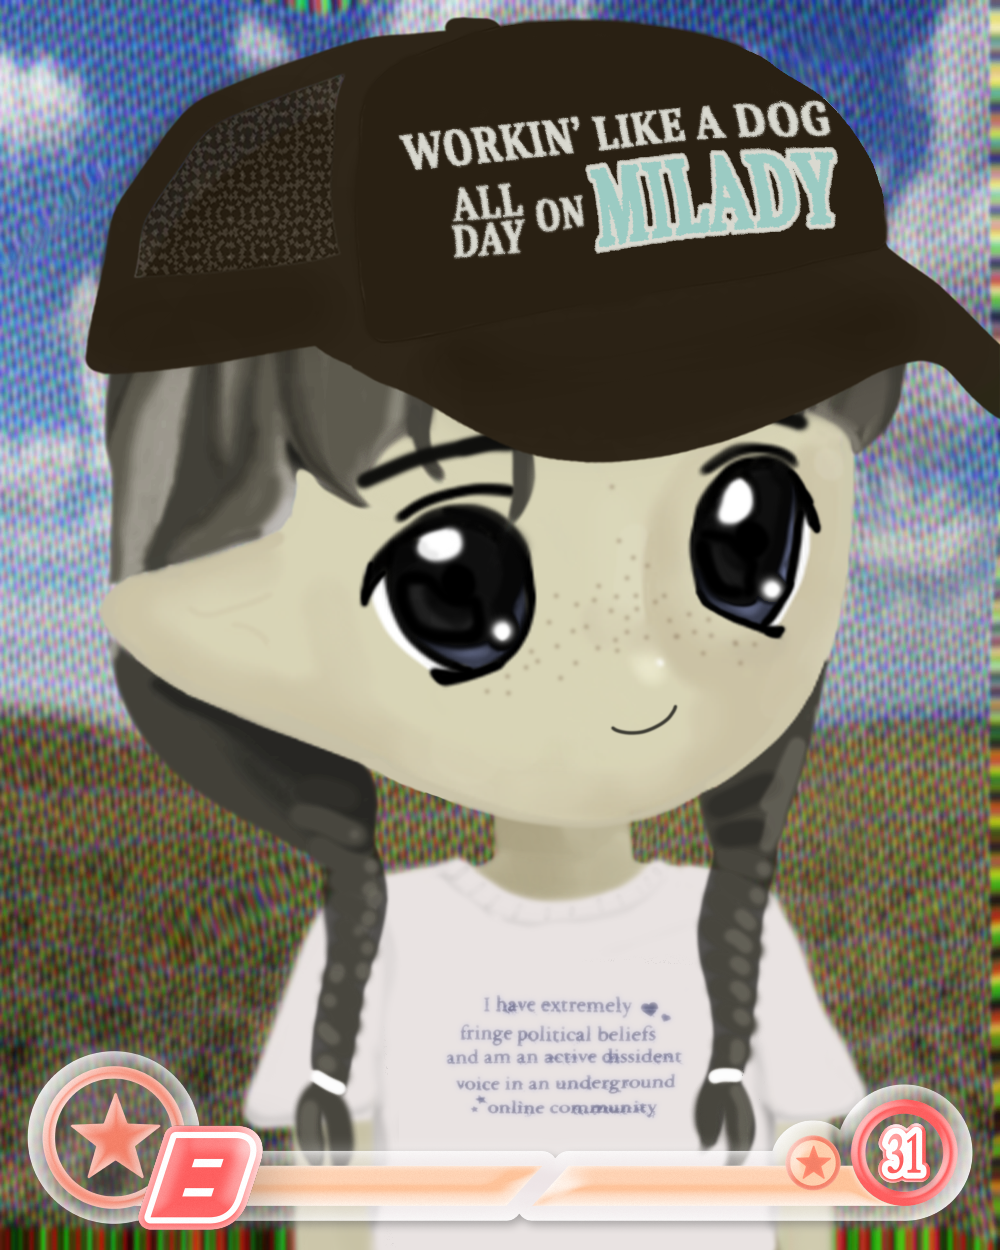 WORKIN' LIKE A DOG
ALL DAY ON MILADY
I have extremely
fringe political beliefs
and am an active dissident
voice in an underground
online community
B 31